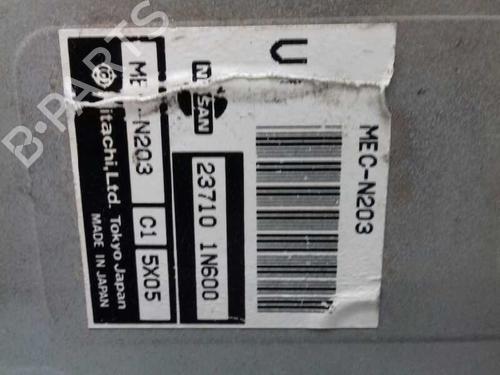 U
NISSAN
MEC-N203
23710 1N600
MEC-N203 C1 5X05
Hitachi, Ltd. Tokyo Japan
MADE IN JAPAN
B-PARTS